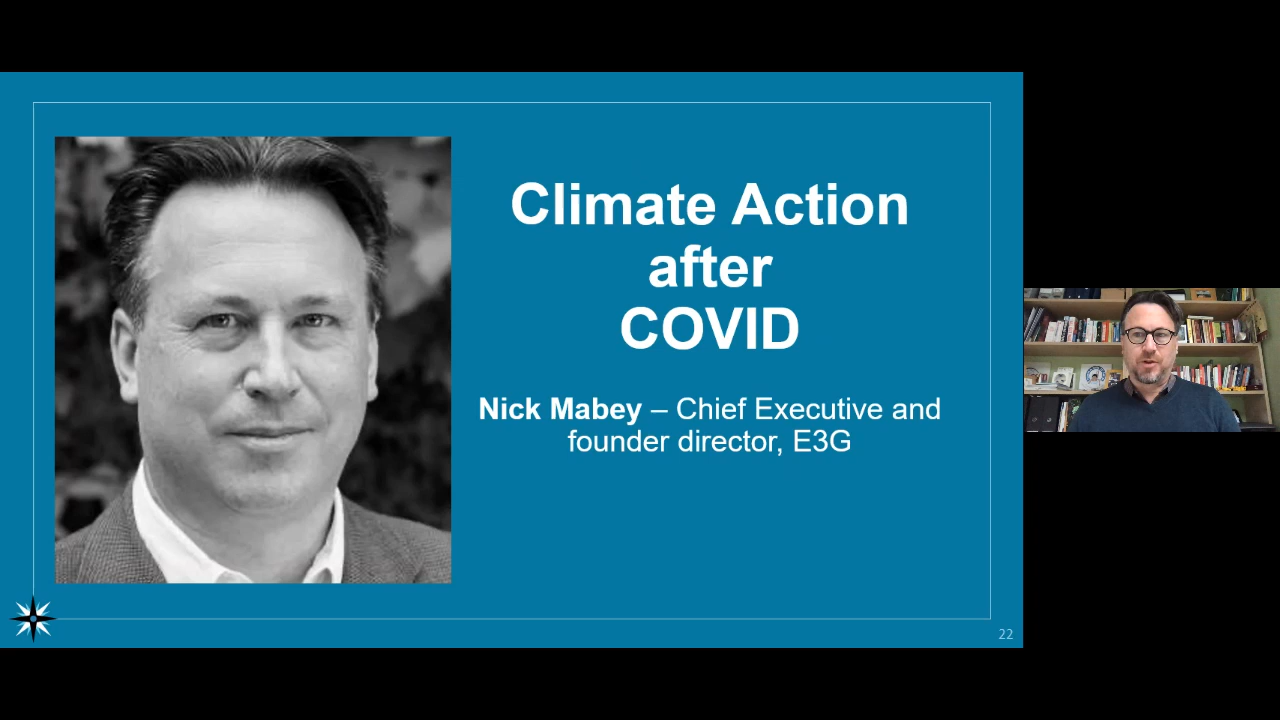 Climate Action
after
COVID
Nick Mabey – Chief Executive and
founder director, E3G
22